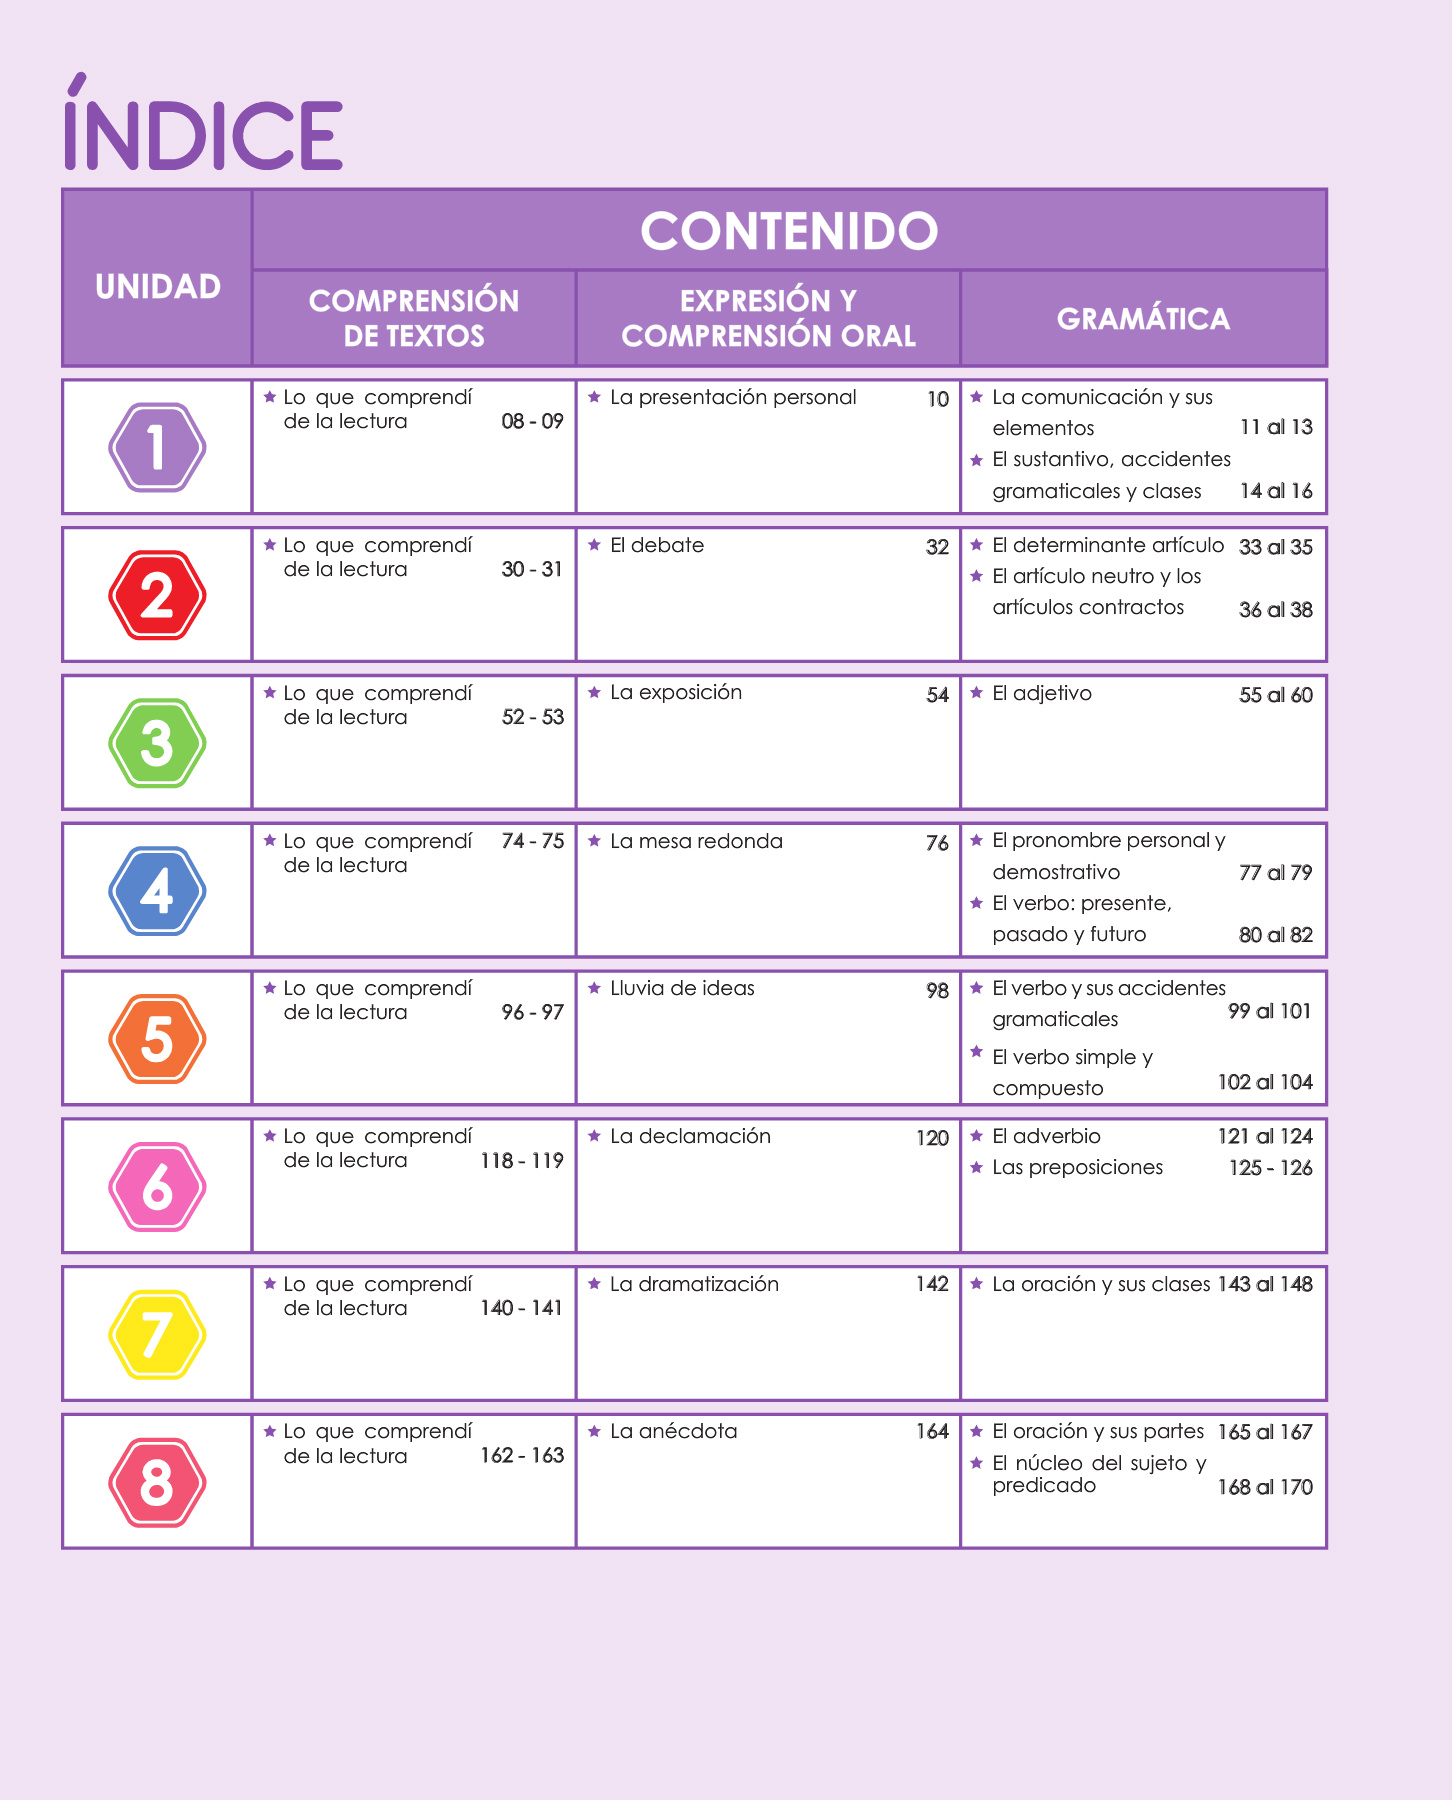 ÍNDICE
UNIDAD
CONTENIDO
COMPRENSIÓN
DE TEXTOS
EXPRESIÓN Y
COMPRENSIÓN ORAL
GRAMÁTICA
1
Lo que comprendí
de la lectura 08 - 09
La presentación personal 10
La comunicación y sus
elementos 11 al 13
El sustantivo, accidentes
gramaticales y clases 14 al 16
2
Lo que comprendí
de la lectura 30 - 31
El debate 32
El determinante artículo 33 al 35
El artículo neutro y los
artículos contractos 36 al 38
3
Lo que comprendí
de la lectura 52 - 53
La exposición 54
El adjetivo 55 al 60
4
Lo que comprendí 74 - 75
de la lectura
La mesa redonda 76
El pronombre personal y
demostrativo 77 al 79
El verbo: presente,
pasado y futuro 80 al 82
5
Lo que comprendí
de la lectura 96 - 97
Lluvia de ideas 98
El verbo y sus accidentes
gramaticales 99 al 101
El verbo simple y
compuesto 102 al 104
6
Lo que comprendí
de la lectura 118 - 119
La declamación 120
El adverbio 121 al 124
Las preposiciones 125 - 126
7
Lo que comprendí
de la lectura 140 - 141
La dramatización 142
La oración y sus clases 143 al 148
8
Lo que comprendí
de la lectura 162 - 163
La anécdota 164
El oración y sus partes 165 al 167
El núcleo del sujeto y
predicado 168 al 170